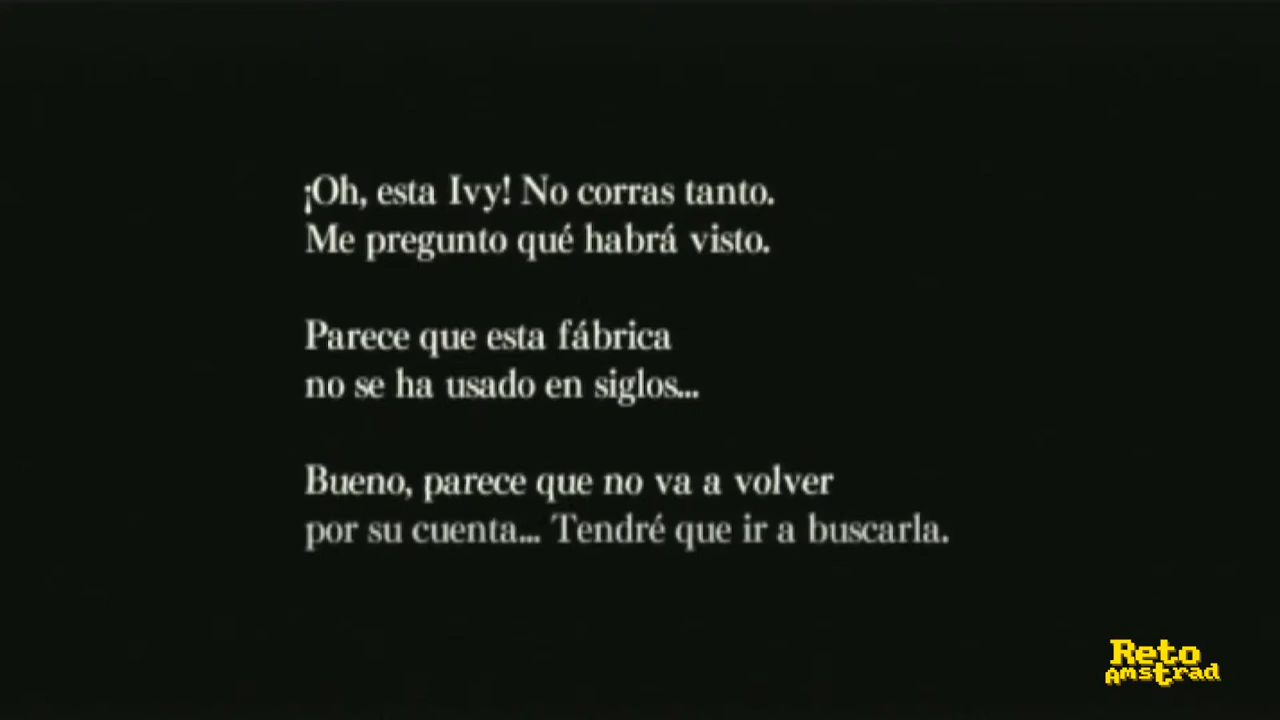 ¡Oh, esta Ivy! No corras tanto.
Me pregunto qué habrá visto.
Parece que esta fábrica
no se ha usado en siglos...
Bueno, parece que no va a volver
por su cuenta... Tendré que ir a buscarla.
Reto
Amstrad